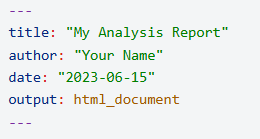 ---
title: "My Analysis Report"
author: "Your Name"
date: "2023-06-15"
output: html_document
---